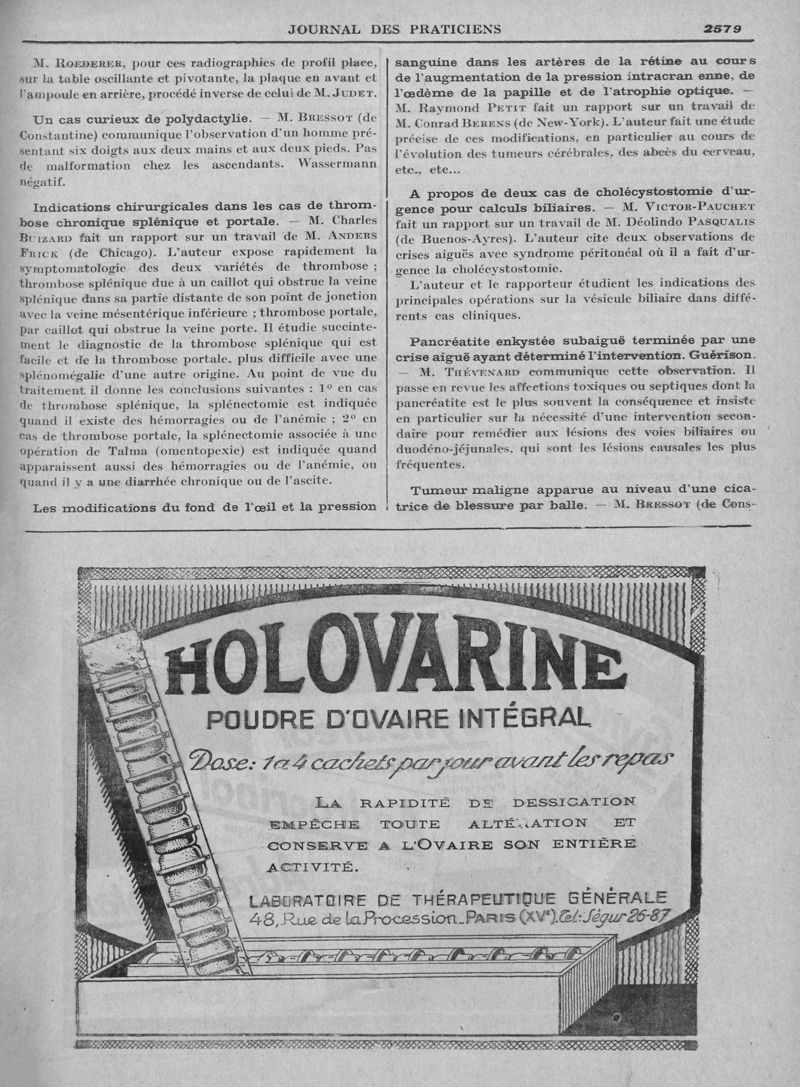 JOURNAL DES PRATICIENS 2579
M. ROEDERER, pour ces radiographies de profil place,
sur la table oscillante et pivotante, la plaque en avant et
l'ampoule en arrière, procédé inverse de celui de M. JUDET.
Un cas curieux de polydactylie. — M. BRESSOT (de
Constantine) communique l'observation d'un homme pré-
sentant six doigts aux deux mains et aux deux pieds. Pas
de malformation chez les ascendants. Wassermann
négatif.
Indications chirurgicales dans les cas de throm-
bose chronique splénique et portale. — M. Charles
BUIZARD fait un rapport sur un travail de M. ANDERS
FRICK (de Chicago). L'auteur expose rapidement la
symptomatologie des deux variétés de thrombose ;
thrombose splénique due à un caillot qui obstrue la veine
splénique dans sa partie distante de son point de jonction
avec la veine mésentérique inférieure ; thrombose portale,
par caillot qui obstrue la veine porte. Il étudie succincte-
ment le diagnostic de la thrombose splénique qui est
facile et de la thrombose portale, plus difficile avec une
splénomégalie d'une autre origine. Au point de vue du
traitement il donne les conclusions suivantes : 1° en cas
de thrombose splénique, la splénectomie est indiquée
quand il existe des hémorragies ou de l'anémie ; 2° en
cas de thrombose portale, la splénectomie associée à une
opération de Talma (omentopexie) est indiquée quand
apparaissent aussi des hémorragies ou de l'anémie, ou
quand il y a une diarrhée chronique ou de l'ascite.
Les modifications du fond de l'œil et la pression
sanguine dans les artères de la rétine au cours
de l'augmentation de la pression intracran enne, de
l'œdème de la papille et de l'atrophie optique. —
M. Raymond PETIT fait un rapport sur un travail de
M. Conrad BERENS (de New-York). L'auteur fait une étude
précise de ces modifications, en particulier au cours de
l'évolution des tumeurs cérébrales, des abcès du cerveau,
etc., etc...
A propos de deux cas de cholécystostomie d'ur-
gence pour calculs biliaires. — M. VICTOR-PAUCHET
fait un rapport sur un travail de M. Déolindo PASQUALIS
(de Buenos-Ayres). L'auteur cite deux observations de
crises aiguës avec syndrome péritonéal où il a fait d'ur-
gence la cholécystostomie.
L'auteur et le rapporteur étudient les indications des
principales opérations sur la vésicule biliaire dans diffé-
rents cas cliniques.
Pancréatite enkystée subaiguë terminée par une
crise aiguë ayant déterminé l'intervention. Guérison.
— M. THÉVENARD communique cette observation. Il
passe en revue les affections toxiques ou septiques dont la
pancréatite est le plus souvent la conséquence et insiste
en particulier sur la nécessité d'une intervention secon-
daire pour remédier aux lésions des voies biliaires ou
duodéno-jéjunales, qui sont les lésions causales les plus
fréquentes.
Tumeur maligne apparue au niveau d'une cica-
trice de blessure par balle. — M. BRESSOT (de Cons-
HOLOVARINE
POUDRE D'OVAIRE INTÉGRAL
Dose: 1 a 4 cachets par jour avant les repas
LA RAPIDITÉ DE DESSICATION
EMPÊCHE TOUTE ALTÉRATION ET
CONSERVE A L'OVAIRE SON ENTIÈRE
ACTIVITÉ.
LABORATOIRE DE THÉRAPEUTIQUE GÉNÉRALE
48, Rue de la Procession_PARIS (XVe). Tél: Ségur 26-87